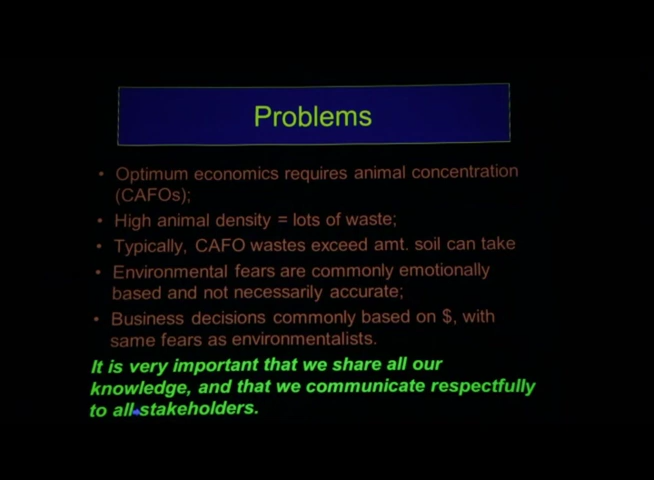 Problems
• Optimum economics requires animal concentration
(CAFOs);
• High animal density = lots of waste;
• Typically, CAFO wastes exceed amt. soil can take
• Environmental fears are commonly emotionally
based and not necessarily accurate;
• Business decisions commonly based on $, with
same fears as environmentalists.
It is very important that we share all our
knowledge, and that we communicate respectfully
to all stakeholders.